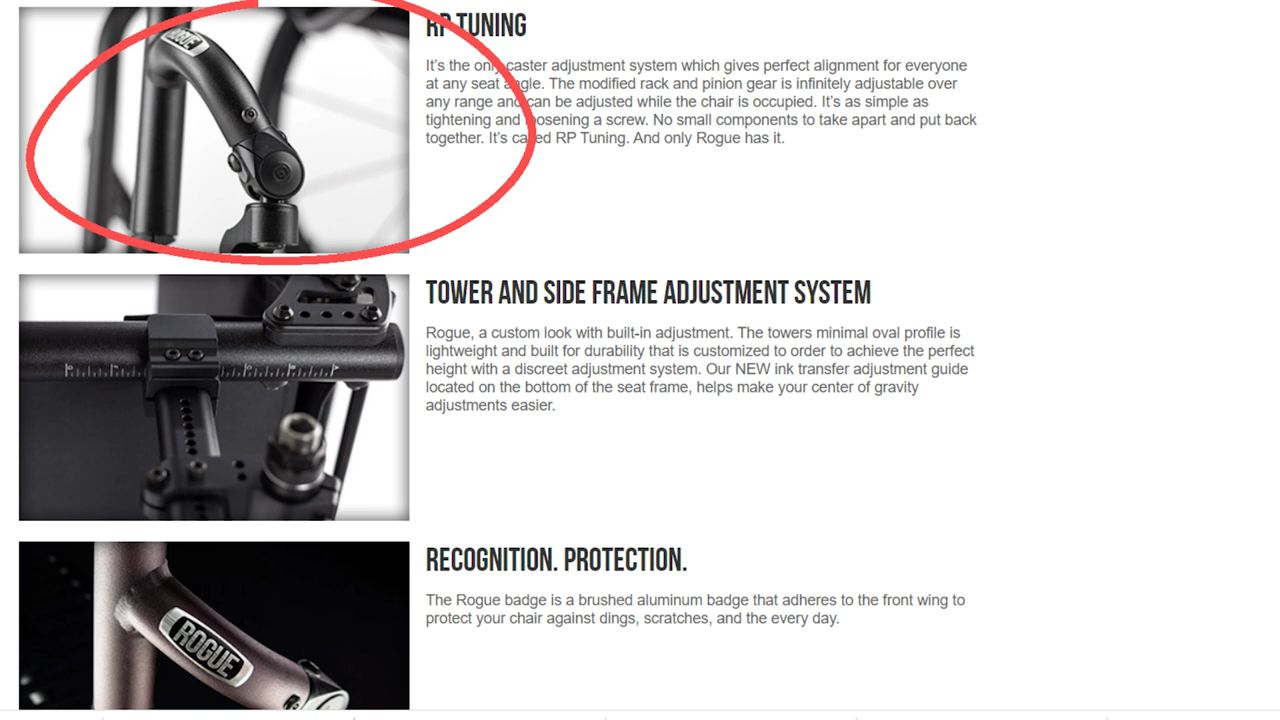 ROGUE
RP TUNING
It's the only caster adjustment system which gives perfect alignment for everyone
at any seat angle. The modified rack and pinion gear is infinitely adjustable over
any range and can be adjusted while the chair is occupied. It's as simple as
tightening and loosening a screw. No small components to take apart and put back
together. It's called RP Tuning. And only Rogue has it.
TOWER AND SIDE FRAME ADJUSTMENT SYSTEM
Rogue, a custom look with built-in adjustment. The towers minimal oval profile is
lightweight and built for durability that is customized to order to achieve the perfect
height with a discreet adjustment system. Our NEW ink transfer adjustment guide
located on the bottom of the seat frame, helps make your center of gravity
adjustments easier.
RECOGNITION. PROTECTION.
The Rogue badge is a brushed aluminum badge that adheres to the front wing to
protect your chair against dings, scratches, and the every day.
ROGUE